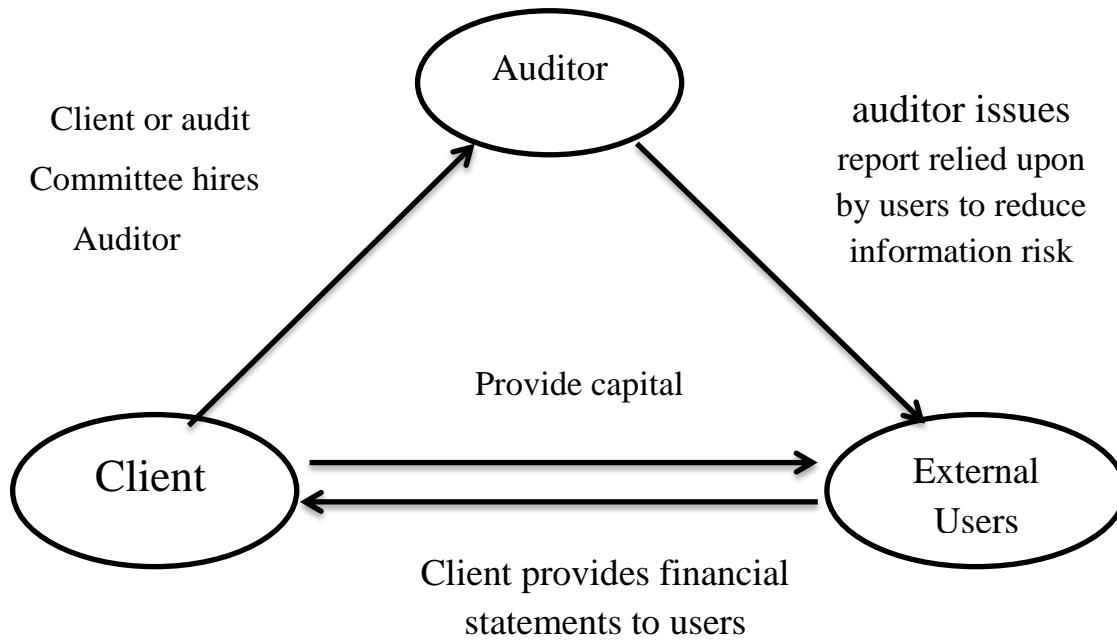 Auditor
Client or audit
Committee hires
Auditor
auditor issues
report relied upon
by users to reduce
information risk
Provide capital
Client
External
Users
Client provides financial
statements to users